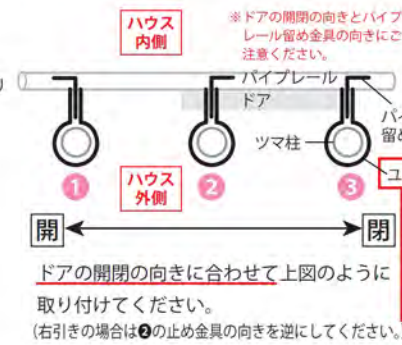 ハウス
内側
※ドアの開閉の向きとパイプ
レール留め金具の向きにご
注意ください。
パイプレール
ドア
パイ
留め
ツマ柱
ユ
❶
❷
❸
ハウス
外側
開
閉
ドアの開閉の向きに合わせて上図のように
取り付けてください。
(右引きの場合は❷の止め金具の向きを逆にしてください。